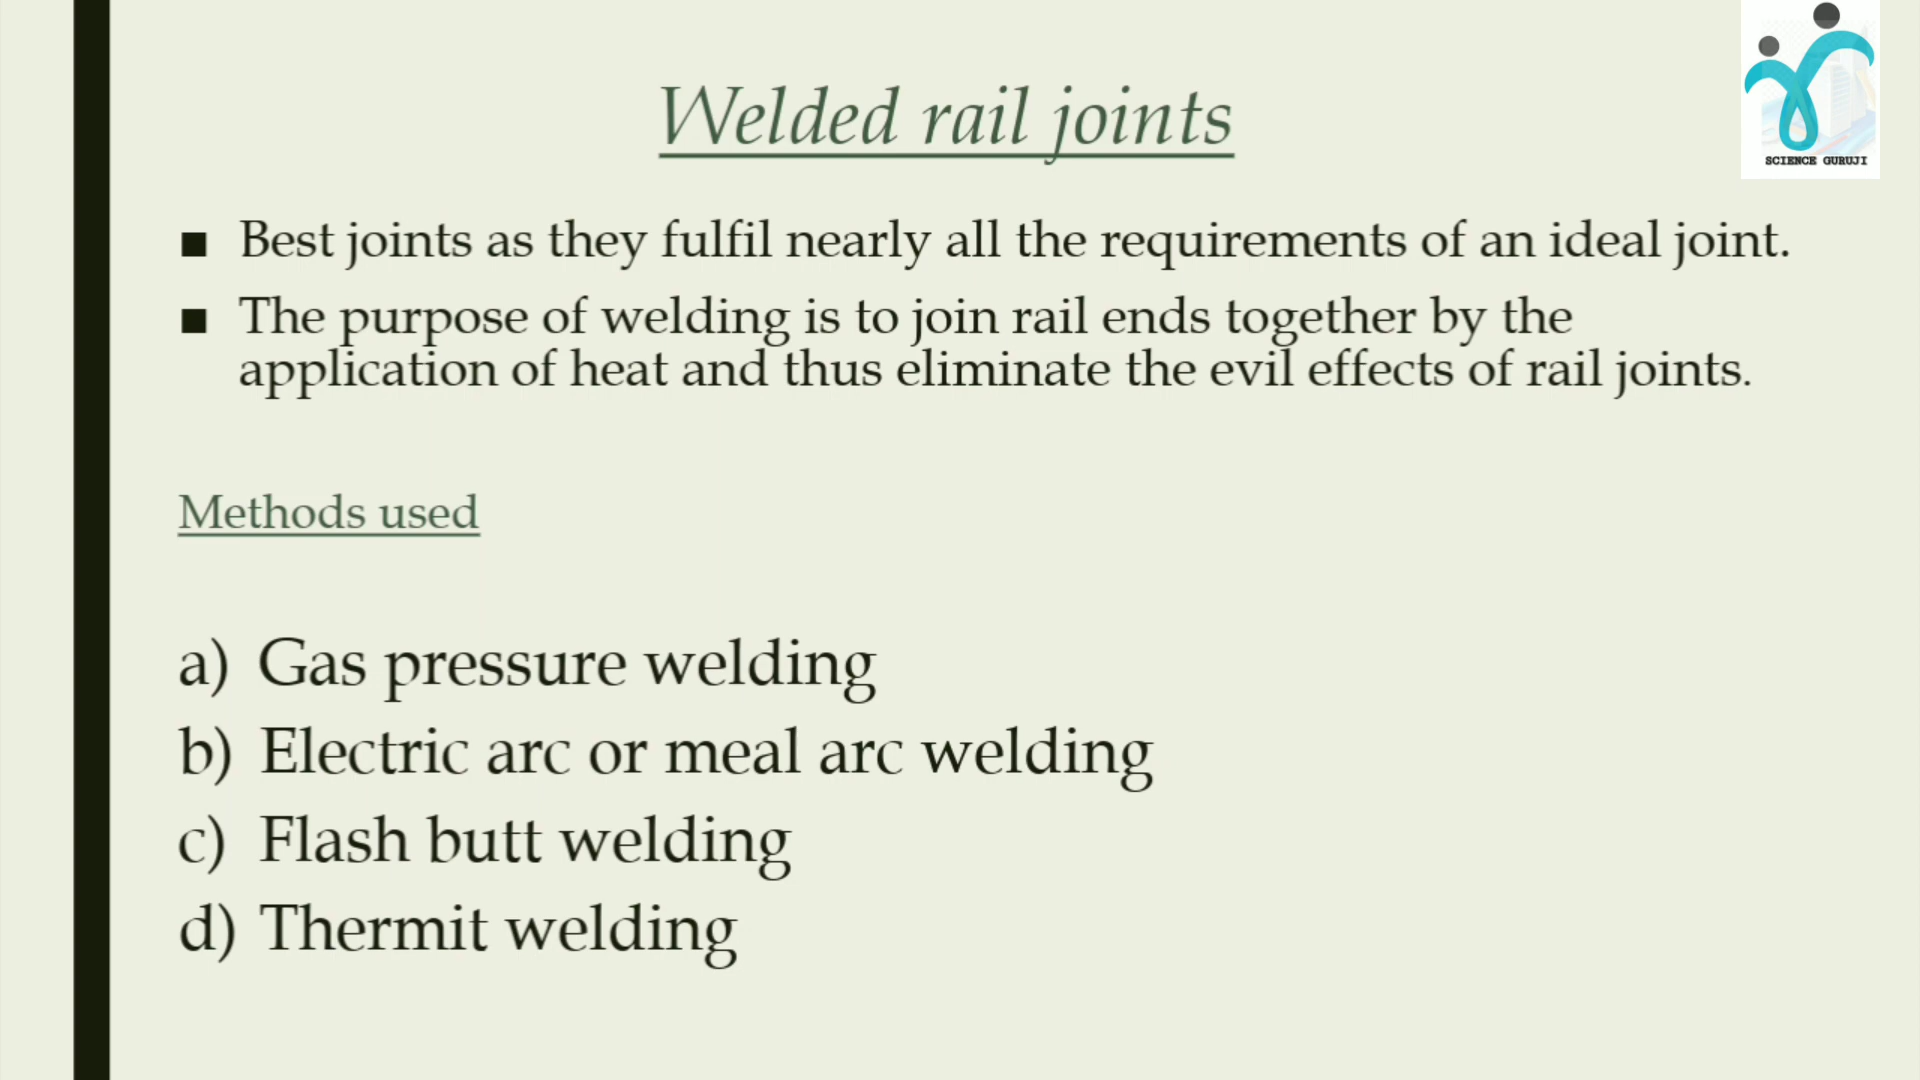 Welded rail joints
SCIENCE GURUJI
■ Best joints as they fulfil nearly all the requirements of an ideal joint.
■ The purpose of welding is to join rail ends together by the
application of heat and thus eliminate the evil effects of rail joints.
Methods used
a) Gas pressure welding
b) Electric arc or meal arc welding
c) Flash butt welding
d) Thermit welding